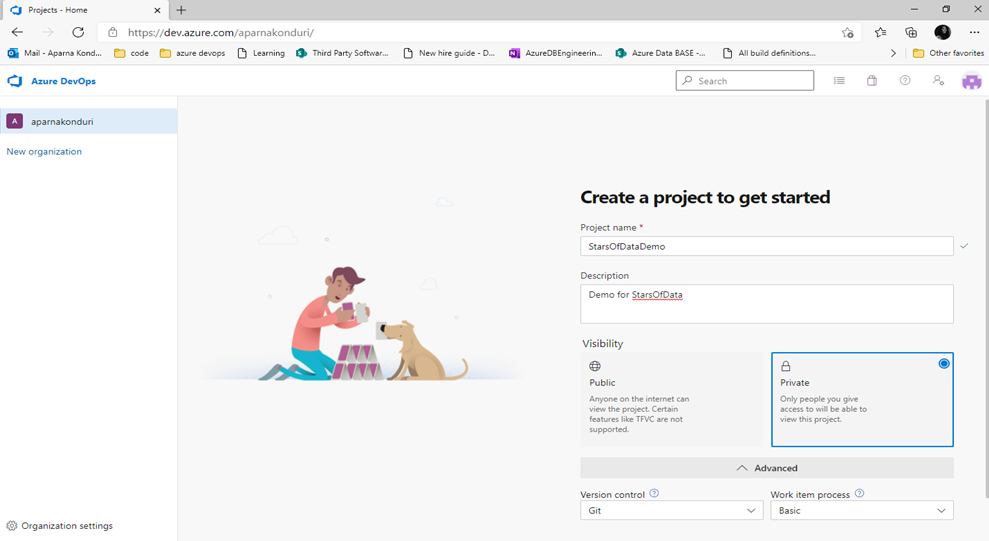 Projects - Home
https://dev.azure.com/aparnakonduri/
Mail - Aparna Kond...
code
azure devops
Learning
Third Party Softwar...
New hire guide - D...
AzureDBEngineerin...
Azure Data BASE -...
All build definitions...
Other favorites
Azure DevOps
Search
A aparnakonduri
New organization
Create a project to get started
Project name *
StarsOfDataDemo
Description
Demo for StarsOfData
Visibility
Public
Anyone on the internet can
view the project. Certain
features like TFVC are not
supported.
Private
Only people you give
access to will be able to
view this project.
Advanced
Version control
Work item process
Git
Basic
Organization settings